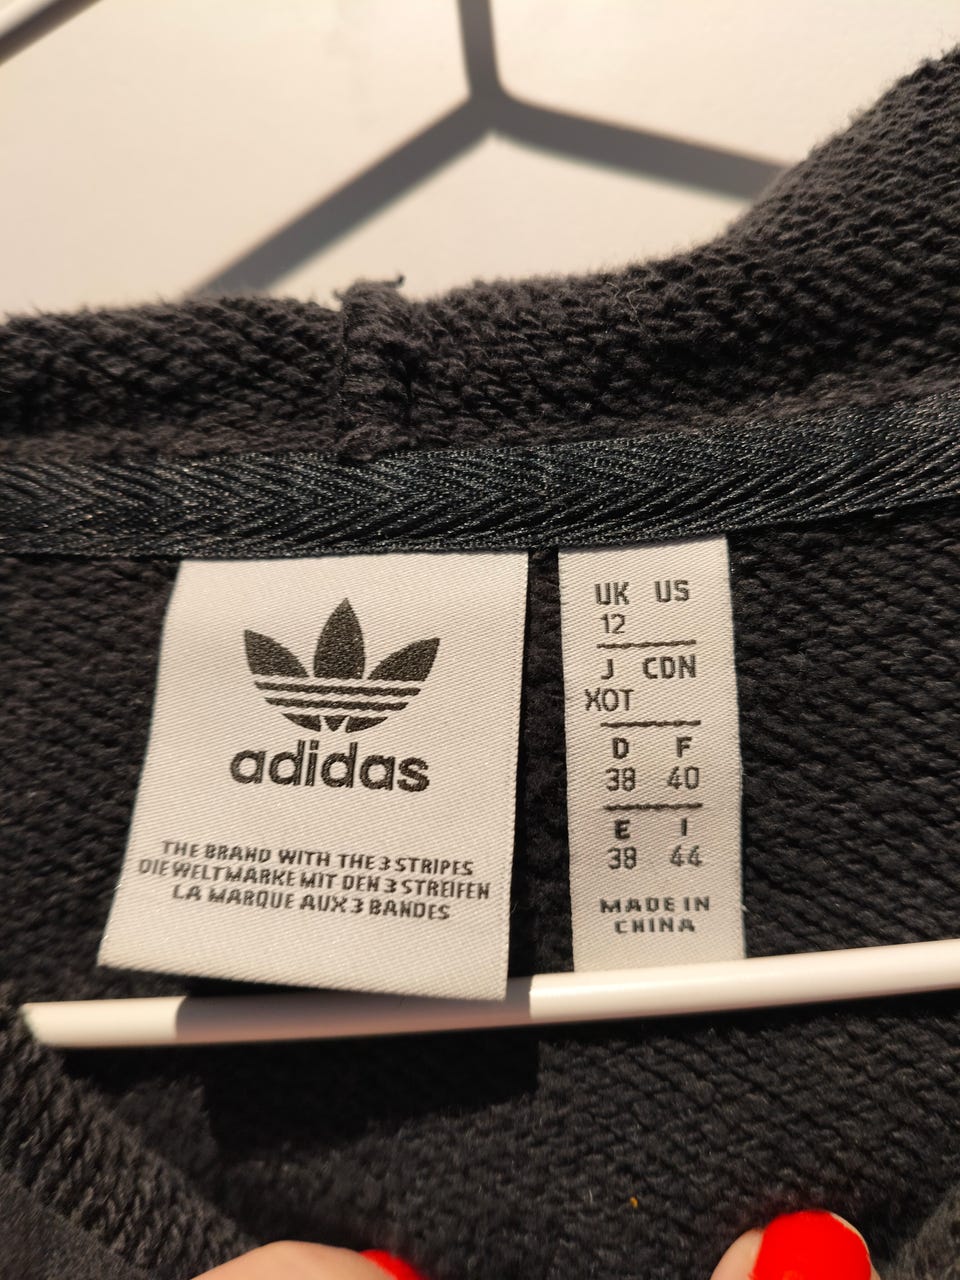 adidas
THE BRAND WITH THE 3 STRIPES
DIE WELTMARKE MIT DEN 3 STREIFEN
LA MARQUE AUX 3 BANDES
UK US
12
J CDN
XOT
D F
38 40
E I
38 44
MADE IN
CHINA